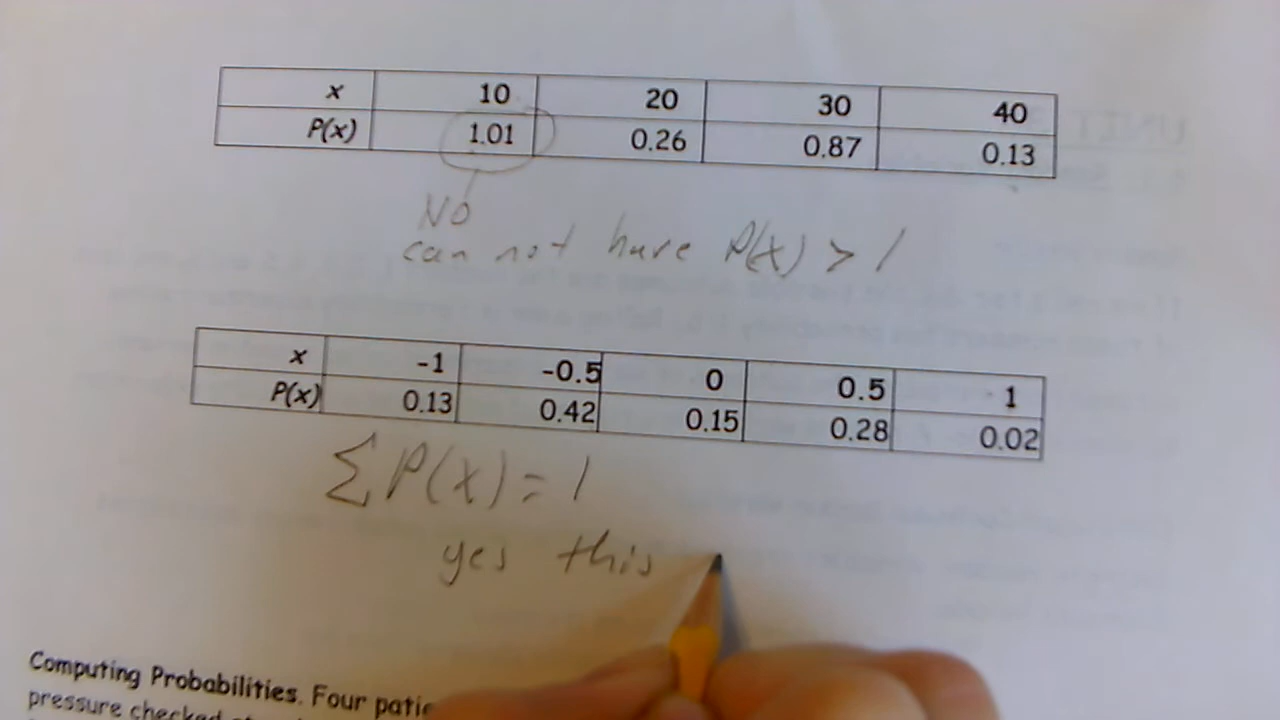 x 10 20 30 40
P(x) 1.01 0.26 0.87 0.13
NO
can not have P(x) > 1
x -1 -0.5 0 0.5 1
P(x) 0.13 0.42 0.15 0.28 0.02
∑ P(x) = 1
yes this
Computing Probabilities. Four
pressure checked